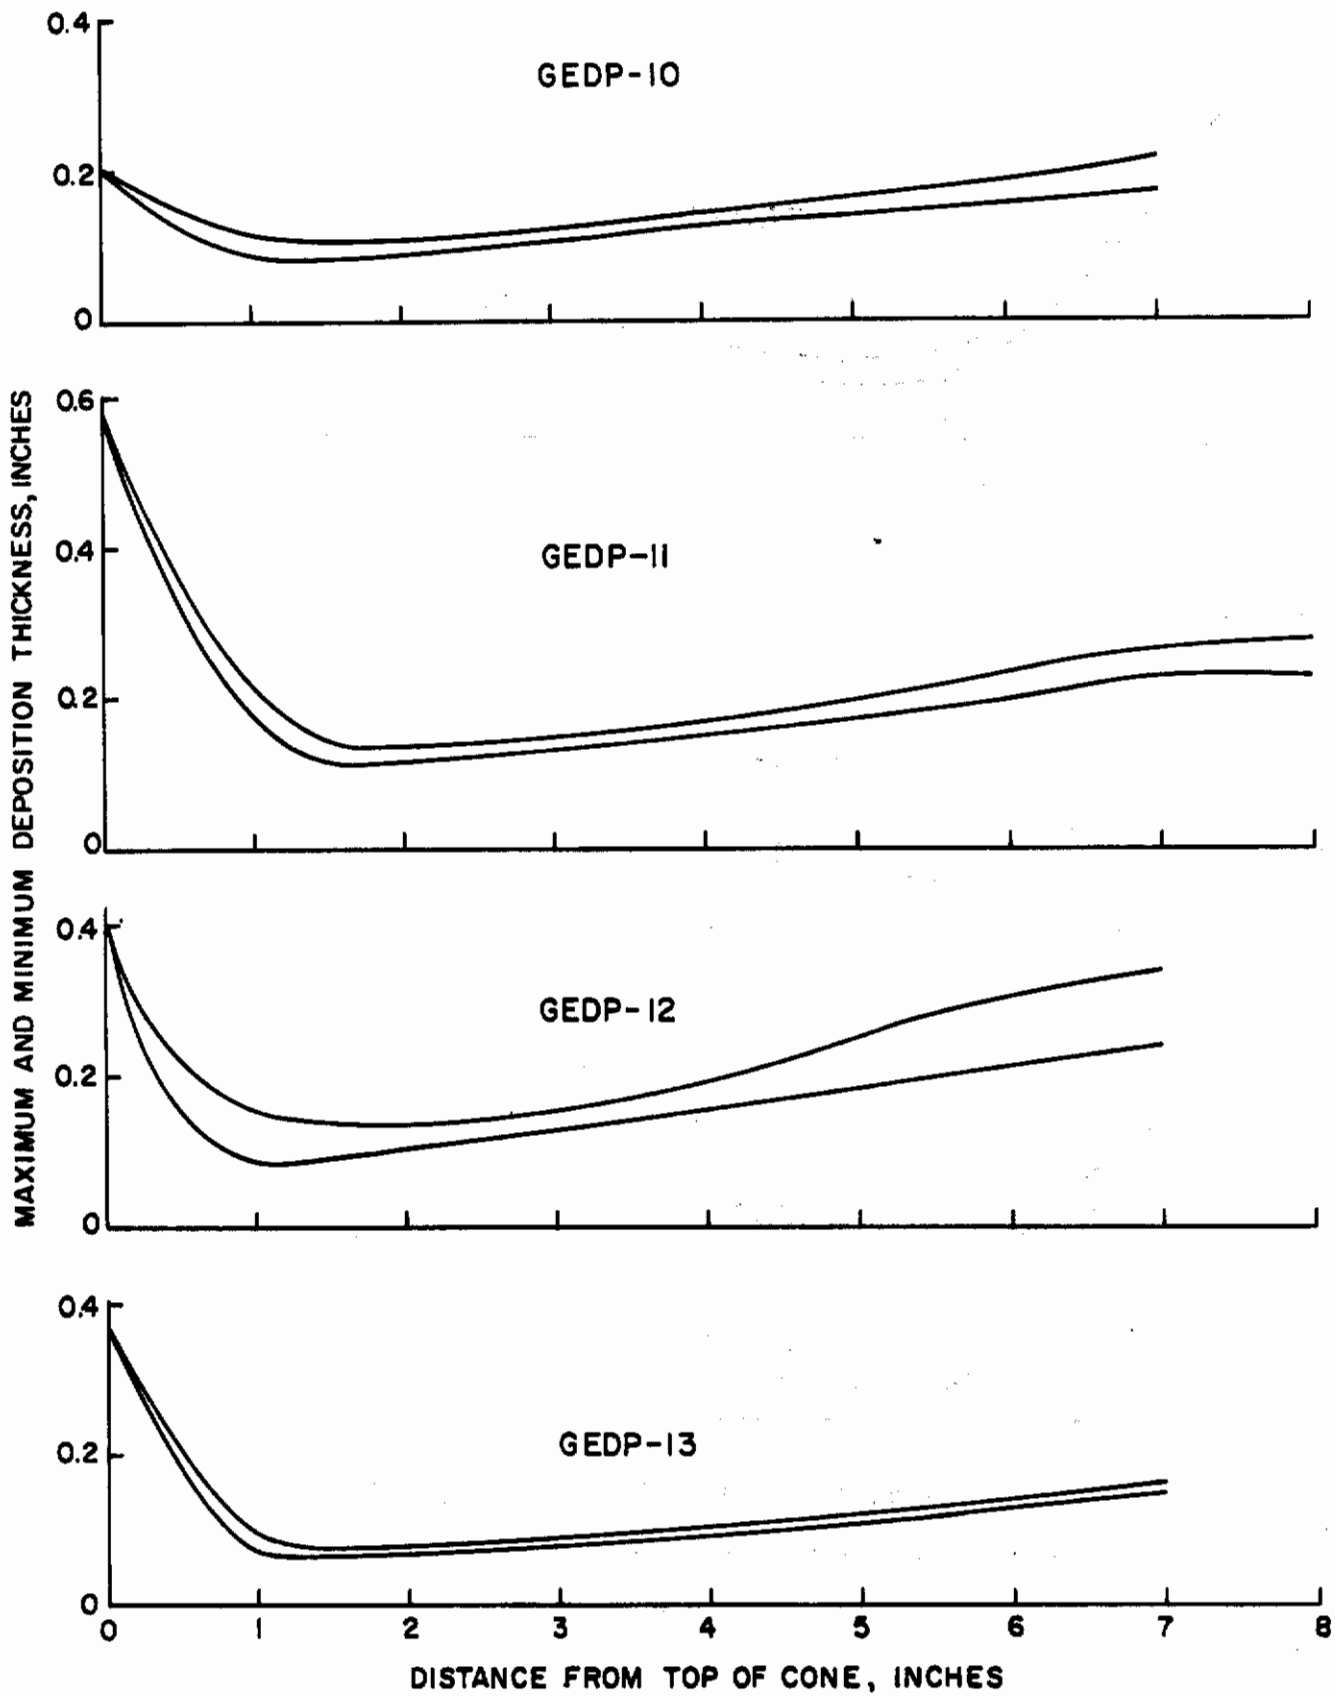 0.4
GEDP-10
0.2
0
MAXIMUM AND MINIMUM DEPOSITION THICKNESS, INCHES
0.6
0.4
GEDP-11
0.2
0
0.4
GEDP-12
0.2
0
0.4
GEDP-13
0.2
0
0 1 2 3 4 5 6 7 8
DISTANCE FROM TOP OF CONE, INCHES